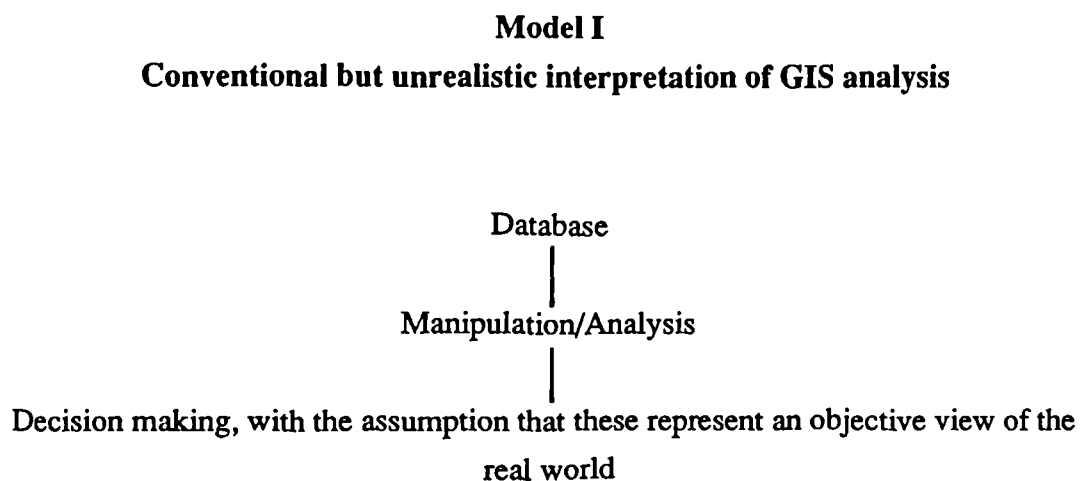 Model I
Conventional but unrealistic interpretation of GIS analysis
Database
Manipulation/Analysis
Decision making, with the assumption that these represent an objective view of the
real world